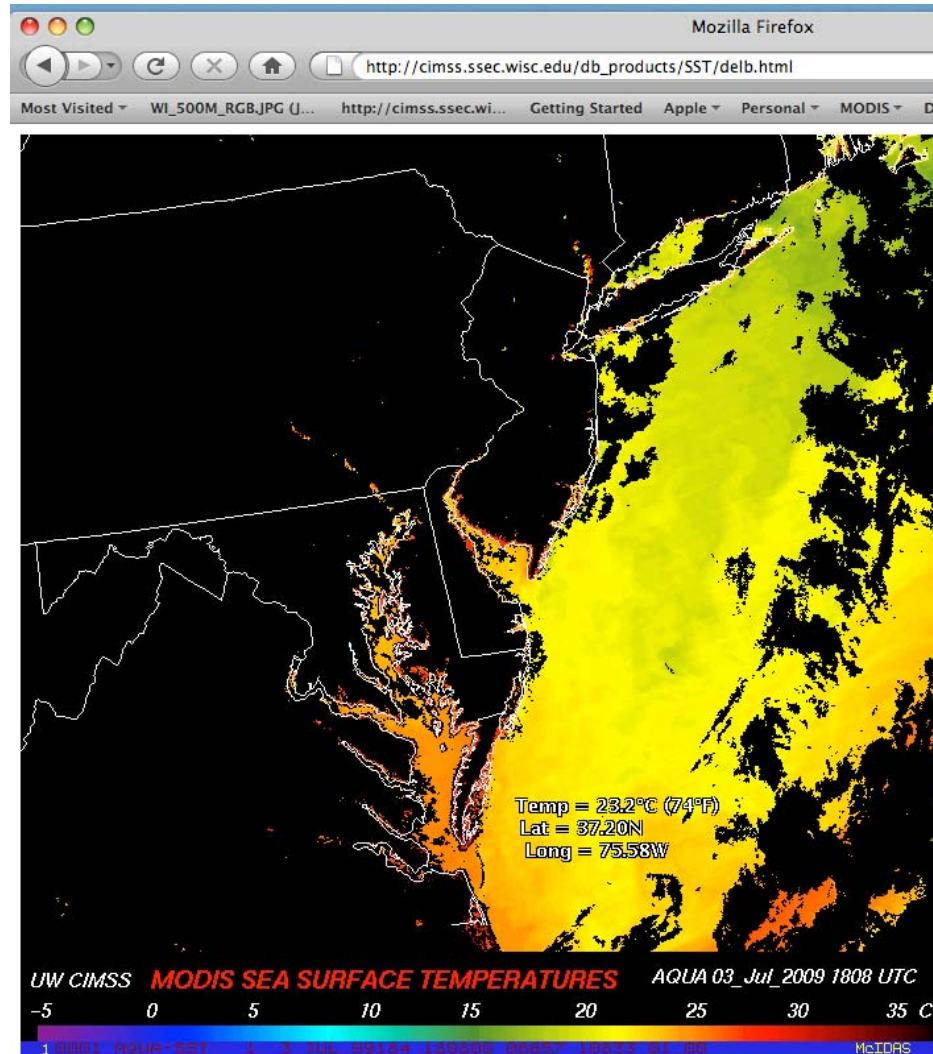 Mozilla Firefox
http://cimss.ssec.wisc.edu/db_products/SST/delb.html
Most Visited WI_500M_RGB.JPG (J... http://cimss.ssec.wi... Getting Started Apple Personal MODIS D
Temp = 23.2°C (74°F)
Lat = 37.20N
Long = 75.58W
UW CIMSS MODIS SEA SURFACE TEMPERATURES AQUA 03_Jul_2009 1808 UTC
-5 0 5 10 15 20 25 30 35 C
McIDAS